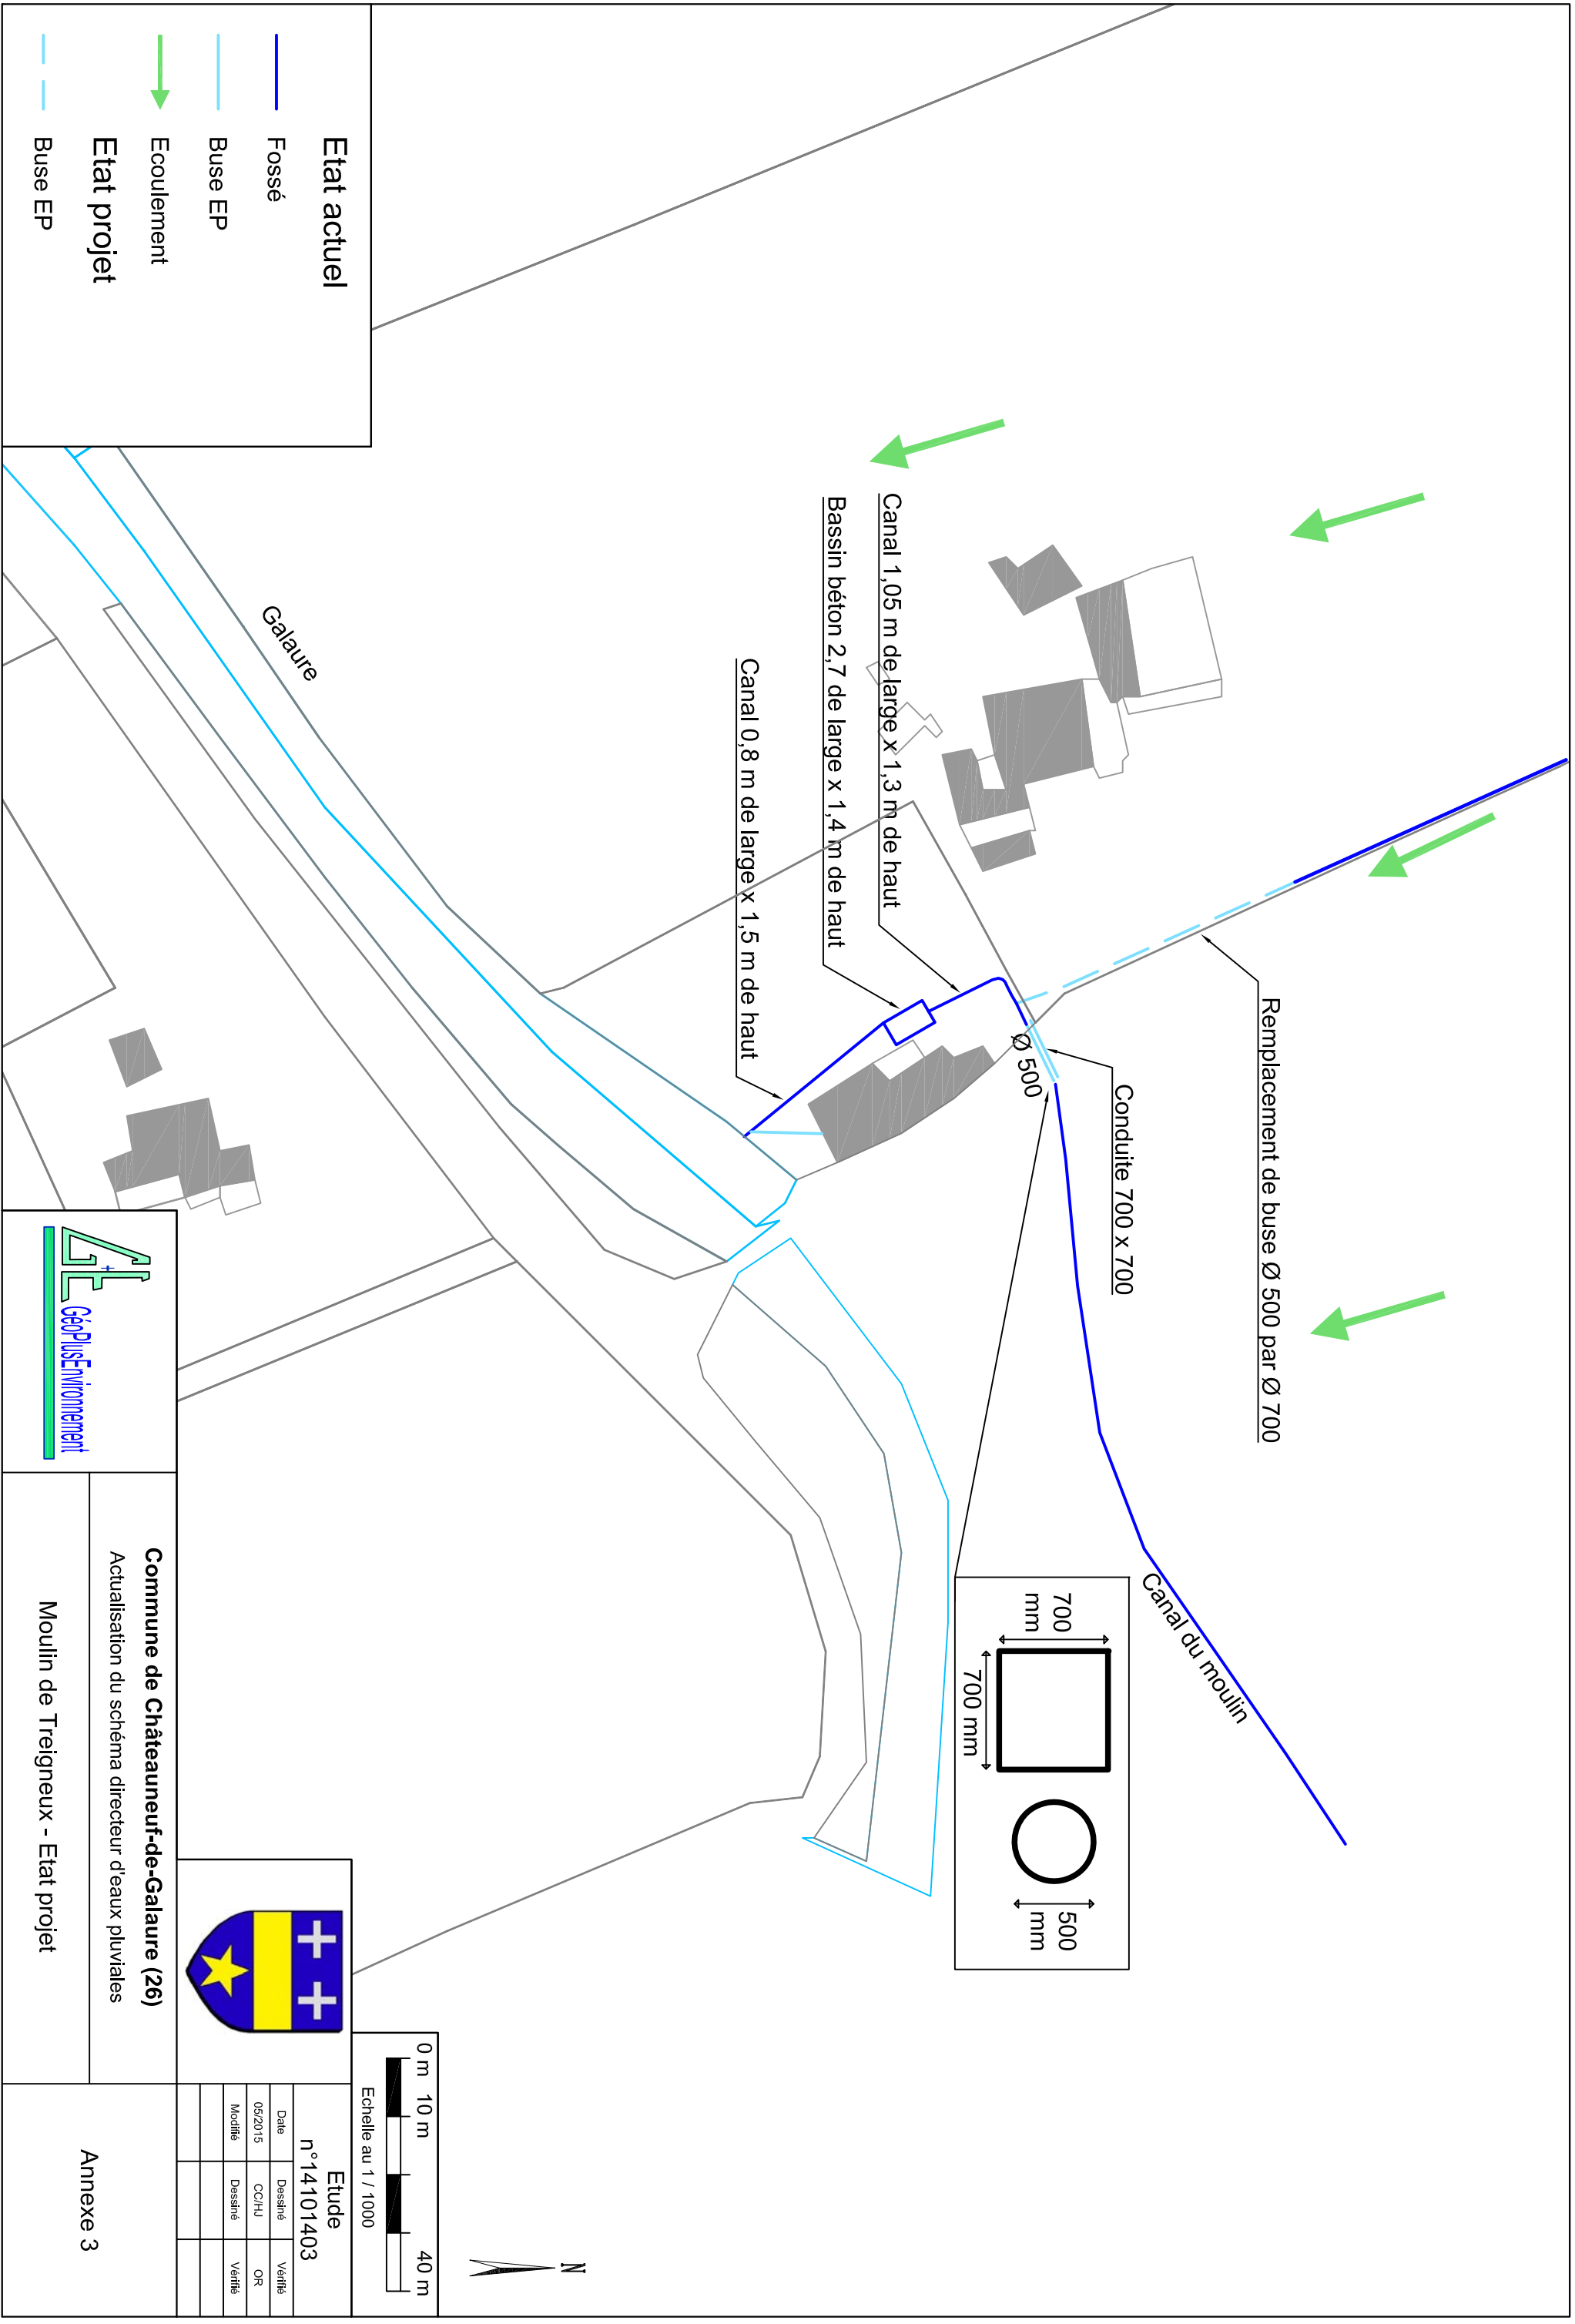 Remplacement de buse Ø 500 par Ø 700
Conduite 700 x 700
Canal du moulin
Ø 500
700
mm
700 mm
500
mm
Canal 1,05 m de large x 1,3 m de haut
Bassin béton 2,7 de large x 1,4 m de haut
Canal 0,8 m de large x 1,5 m de haut
Galaure
Etat actuel
Fossé
Buse EP
Ecoulement
Etat projet
Buse EP
N
0 m 10 m 40 m
Echelle au 1 / 1000
G+E
GéoPlusEnvironnement
Commune de Châteauneuf-de-Galaure (26)
Actualisation du schéma directeur d'eaux pluviales
Moulin de Treigneux - Etat projet
Etude
n°14101403
Date Dessiné Vérifié
05/2015 CC/HJ OR
Modifié Dessiné Vérifié
Annexe 3